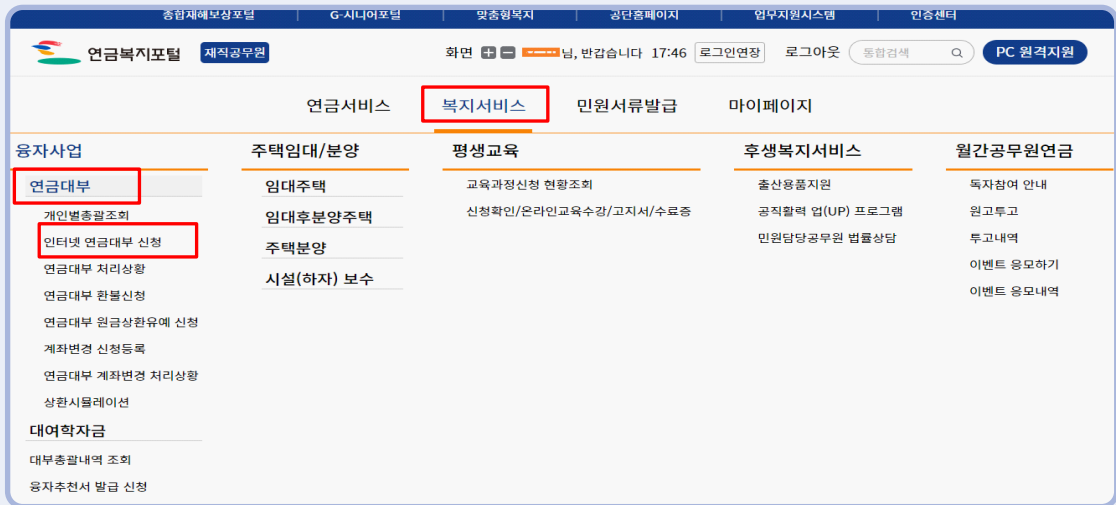 종합재해보상포털 G-시니어포털 맞춤형복지 공단홈페이지 업무지원시스템 인증센터
연금복지포털 재직공무원 화면 + - 님, 반갑습니다 17:46 로그인연장 로그아웃 통합검색 PC 원격지원
연금서비스 복지서비스 민원서류발급 마이페이지
융자사업
연금대부
개인별총괄조회
인터넷 연금대부 신청
연금대부 처리상황
연금대부 환불신청
연금대부 원금상환유예 신청
계좌변경 신청등록
연금대부 계좌변경 처리상황
상환시뮬레이션
대여학자금
대부총괄내역 조회
융자추천서 발급 신청
주택임대/분양
임대주택
임대후분양주택
주택분양
시설(하자) 보수
평생교육
교육과정신청 현황조회
신청확인/온라인교육수강/고지서/수료증
후생복지서비스
출산용품지원
공직활력 업(UP) 프로그램
민원담당공무원 법률상담
월간공무원연금
독자참여 안내
원고투고
투고내역
이벤트 응모하기
이벤트 응모내역